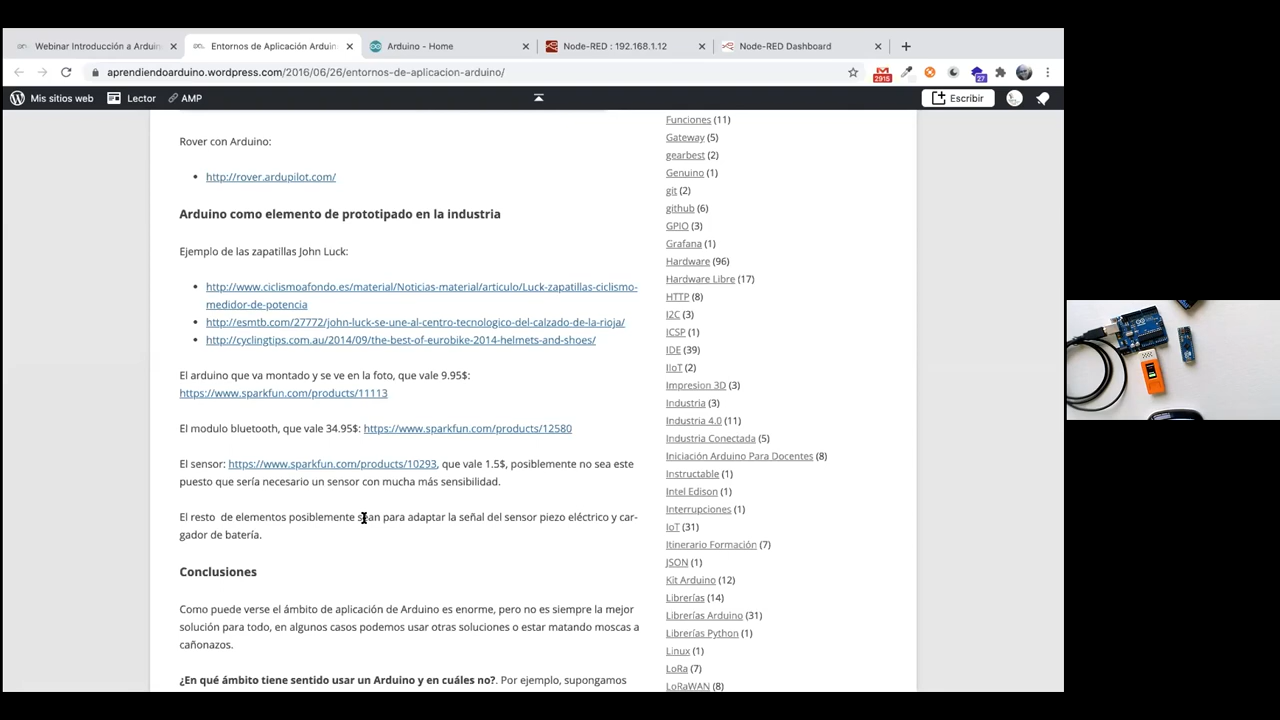 Webinar Introducción a Arduin
Entornos de Aplicación Arduin
Arduino - Home
Node-RED : 192.168.1.12
Node-RED Dashboard
aprendiendoarduino.wordpress.com/2016/06/26/entornos-de-aplicacion-arduino/
2915
27
Mis sitios web
Lector
AMP
Escribir
Rover con Arduino:
http://rover.ardupilot.com/
Arduino como elemento de prototipado en la industria
Ejemplo de las zapatillas John Luck:
http://www.ciclismoafondo.es/material/Noticias-material/articulo/Luck-zapatillas-ciclismo-
medidor-de-potencia
http://esmtb.com/27772/john-luck-se-une-al-centro-tecnologico-del-calzado-de-la-rioja/
http://cyclingtips.com.au/2014/09/the-best-of-eurobike-2014-helmets-and-shoes/
El arduino que va montado y se ve en la foto, que vale 9.95$:
https://www.sparkfun.com/products/11113
El modulo bluetooth, que vale 34.95$: https://www.sparkfun.com/products/12580
El sensor: https://www.sparkfun.com/products/10293, que vale 1.5$, posiblemente no sea este
puesto que sería necesario un sensor con mucha más sensibilidad.
El resto de elementos posiblemente sean para adaptar la señal del sensor piezo eléctrico y car-
gador de batería.
Conclusiones
Como puede verse el ámbito de aplicación de Arduino es enorme, pero no es siempre la mejor
solución para todo, en algunos casos podemos usar otras soluciones o estar matando moscas a
cañonazos.
¿En qué ámbito tiene sentido usar un Arduino y en cuáles no?. Por ejemplo, supongamos
Funciones (11)
Gateway (5)
gearbest (2)
Genuino (1)
git (2)
github (6)
GPIO (3)
Grafana (1)
Hardware (96)
Hardware Libre (17)
HTTP (8)
I2C (3)
ICSP (1)
IDE (39)
IIoT (2)
Impresion 3D (3)
Industria (3)
Industria 4.0 (11)
Industria Conectada (5)
Iniciación Arduino Para Docentes (8)
Instructable (1)
Intel Edison (1)
Interrupciones (1)
IoT (31)
Itinerario Formación (7)
JSON (1)
Kit Arduino (12)
Librerías (14)
Librerías Arduino (31)
Librerías Python (1)
Linux (1)
LoRa (7)
LoRaWAN (8)